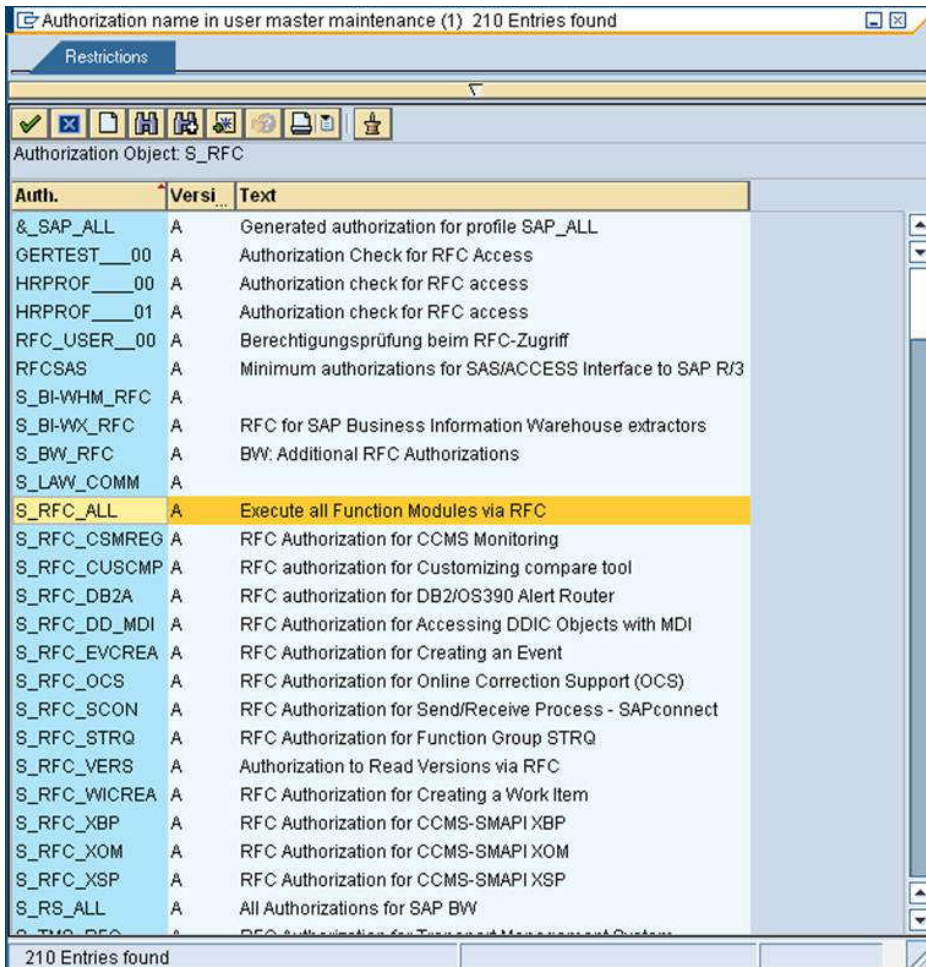 Authorization name in user master maintenance (1) 210 Entries found
Restrictions
Authorization Object: S_RFC
Auth. Versi... Text
&_SAP_ALL A Generated authorization for profile SAP_ALL
GERTEST___00 A Authorization Check for RFC Access
HRPROF____00 A Authorization check for RFC access
HRPROF____01 A Authorization check for RFC access
RFC_USER__00 A Berechtigungsprüfung beim RFC-Zugriff
RFCSAS A Minimum authorizations for SAS/ACCESS Interface to SAP R/3
S_BI-WHM_RFC A
S_BI-WX_RFC A RFC for SAP Business Information Warehouse extractors
S_BW_RFC A BW: Additional RFC Authorizations
S_LAW_COMM A
S_RFC_ALL A Execute all Function Modules via RFC
S_RFC_CSMREG A RFC Authorization for CCMS Monitoring
S_RFC_CUSCMP A RFC authorization for Customizing compare tool
S_RFC_DB2A A RFC authorization for DB2/OS390 Alert Router
S_RFC_DD_MDI A RFC Authorization for Accessing DDIC Objects with MDI
S_RFC_EVCREA A RFC Authorization for Creating an Event
S_RFC_OCS A RFC Authorization for Online Correction Support (OCS)
S_RFC_SCON A RFC Authorization for Send/Receive Process - SAPconnect
S_RFC_STRQ A RFC Authorization for Function Group STRQ
S_RFC_VERS A Authorization to Read Versions via RFC
S_RFC_WICREA A RFC Authorization for Creating a Work Item
S_RFC_XBP A RFC Authorization for CCMS-SMAPI XBP
S_RFC_XOM A RFC Authorization for CCMS-SMAPI XOM
S_RFC_XSP A RFC Authorization for CCMS-SMAPI XSP
S_RS_ALL A All Authorizations for SAP BW
S_TMS_RFC A RFC Authorization for Transport Management System
210 Entries found